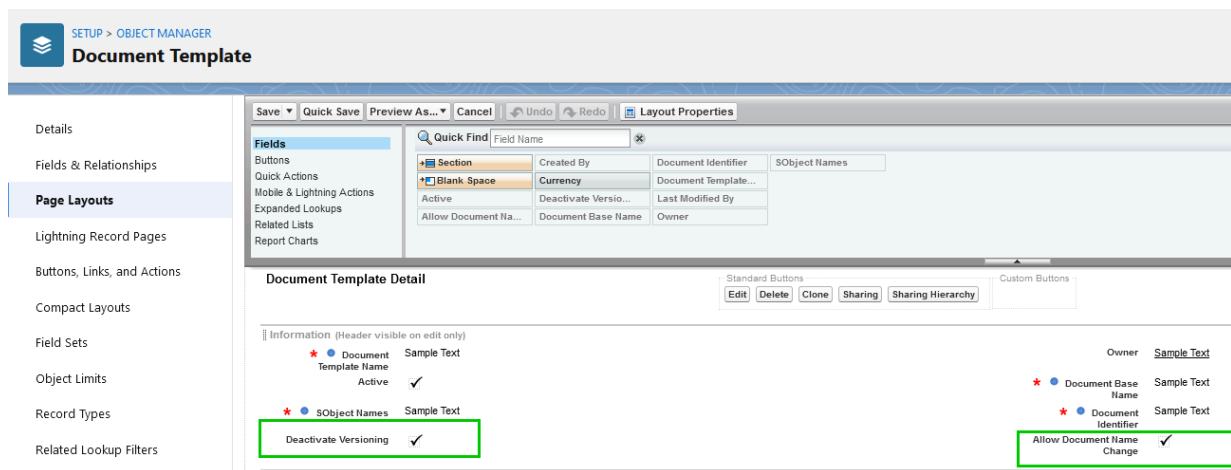 SETUP > OBJECT MANAGER
Document Template
Details
Fields & Relationships
Page Layouts
Lightning Record Pages
Buttons, Links, and Actions
Compact Layouts
Field Sets
Object Limits
Record Types
Related Lookup Filters
Save Quick Save Preview As... Cancel Undo Redo Layout Properties
Fields
Buttons
Quick Actions
Mobile & Lightning Actions
Expanded Lookups
Related Lists
Report Charts
Quick Find Field Name
Section Created By Document Identifier SObject Names
Blank Space Currency Document Template...
Active Deactivate Versio... Last Modified By
Allow Document Na... Document Base Name Owner
Document Template Detail
Standard Buttons
Edit Delete Clone Sharing Sharing Hierarchy
Custom Buttons
Information (Header visible on edit only)
* Document Template Name Sample Text
Owner Sample Text
Active
* Document Base Name Sample Text
* SObject Names Sample Text
* Document Identifier Sample Text
Deactivate Versioning
Allow Document Name Change